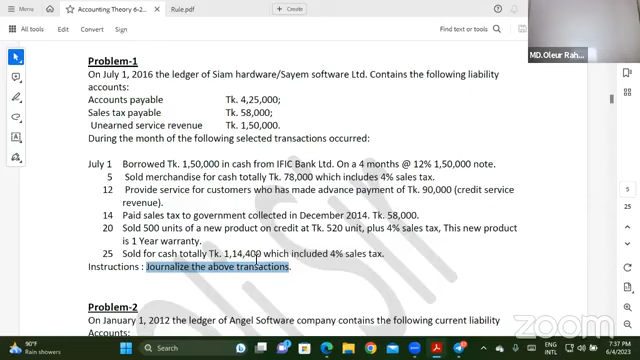 Accounting Theory 6-2...
Rule.pdf
+ Create
All tools
Edit
Convert
Sign
Find text or tools
MD.Oleur Rah...
Problem-1
On July 1, 2016 the ledger of Siam hardware/Sayem software Ltd. Contains the following liability
accounts:
Accounts payable Tk. 4,25,000;
Sales tax payable Tk. 58,000;
Unearned service revenue Tk. 1,50,000.
During the month of the following selected transactions occurred:
July 1 Borrowed Tk. 1,50,000 in cash from IFIC Bank Ltd. On a 4 months @ 12% 1,50,000 note.
5 Sold merchandise for cash totally Tk. 78,000 which includes 4% sales tax.
12 Provide service for customers who has made advance payment of Tk. 90,000 (credit service
revenue).
14 Paid sales tax to government collected in December 2014. Tk. 58,000.
20 Sold 500 units of a new product on credit at Tk. 520 unit, plus 4% sales tax, This new product
is 1 Year warranty.
25 Sold for cash totally Tk. 1,14,400 which included 4% sales tax.
Instructions : Journalize the above transactions.
Problem-2
On January 1, 2012 the ledger of Angel Software company contains the following current liability
Accounts:
5
25
zoom
90°F
Rain showers
Search
ENG
INTL
7:37 PM
6/4/2023